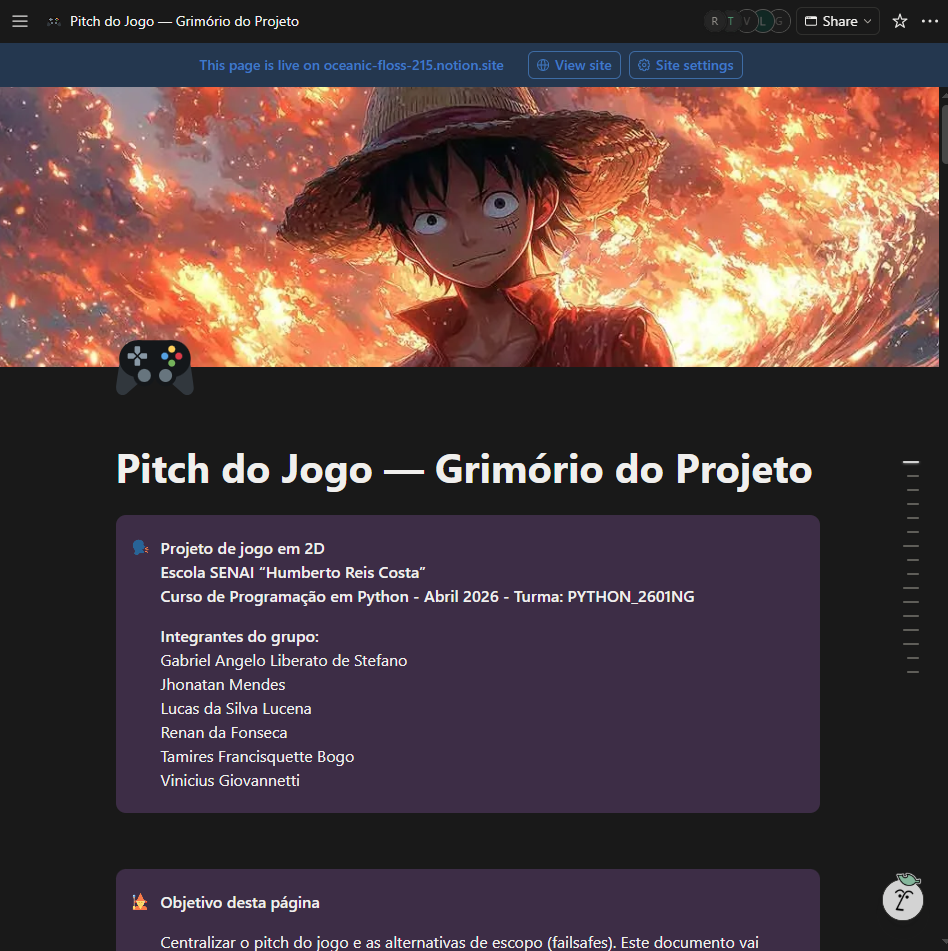 Pitch do Jogo — Grimório do Projeto
R T V L G
Share
This page is live on oceanic-floss-215.notion.site
View site
Site settings
Pitch do Jogo — Grimório do Projeto
Projeto de jogo em 2D
Escola SENAI “Humberto Reis Costa”
Curso de Programação em Python - Abril 2026 - Turma: PYTHON_2601NG
Integrantes do grupo:
Gabriel Angelo Liberato de Stefano
Jhonatan Mendes
Lucas da Silva Lucena
Renan da Fonseca
Tamires Francisquette Bogo
Vinicius Giovannetti
Objetivo desta página
Centralizar o pitch do jogo e as alternativas de escopo (failsafes). Este documento vai